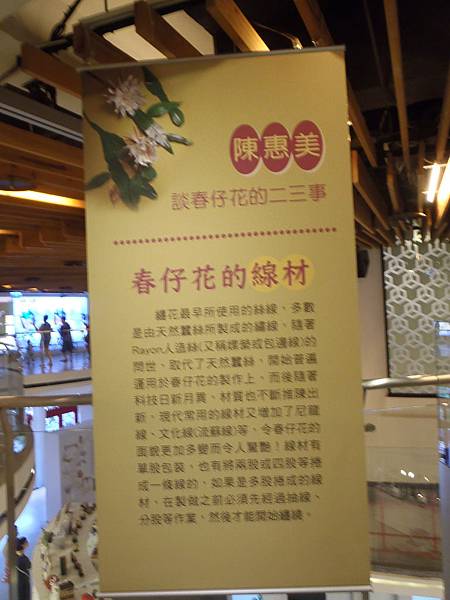 陳惠美
談春仔花的二三事
春仔花的線材
纏花最早所使用的絲線、多數
是由天然蠶絲所製成的繡線、隨著
Rayon人造絲(又稱嫘縈或包邊線)的
問世、取代了天然蠶絲、開始普遍
運用於春仔花的製作上、而後隨著
科技日新月異、材質也不斷推陳出
新、現代常用的線材又增加了尼龍
線、文化線(流蘇線)等、令春仔花的
面貌更加多變而令人驚艷！線材有
單股包裝、也有將兩股或四股等捲
成一條線的、如果是多股捲成的線
材、在製做之前必須先經過抽線、
分股等作業、然後才能開始纏繞。